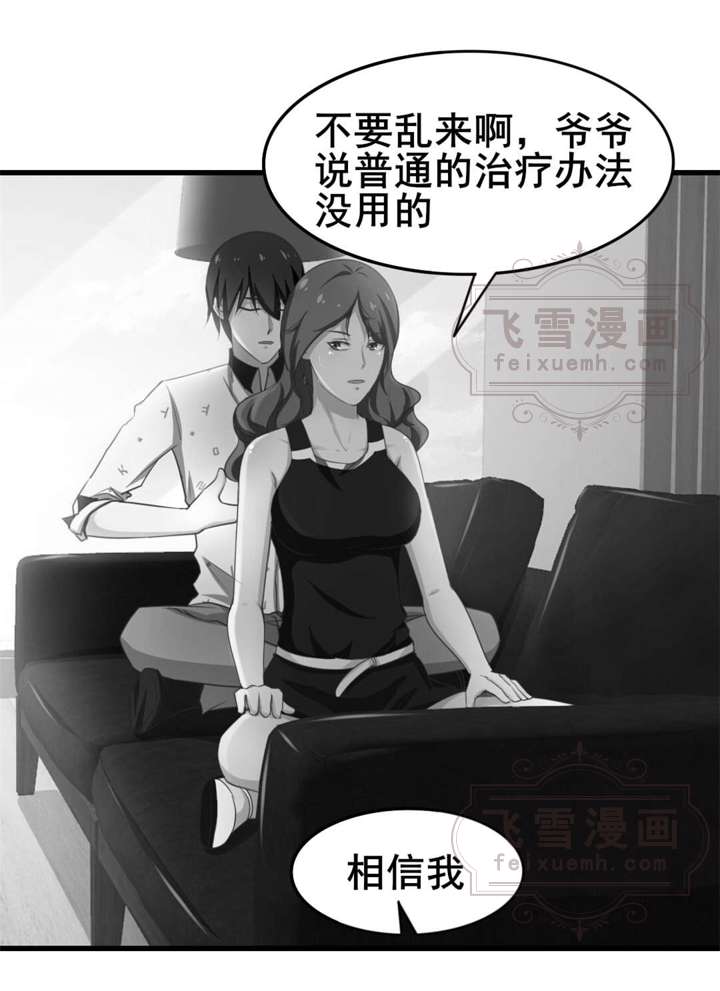 不要乱来啊，爷爷
说普通的治疗办法
没用的
飞雪漫画
feixuemh.com
飞雪漫画
feixuemh.com
相信我